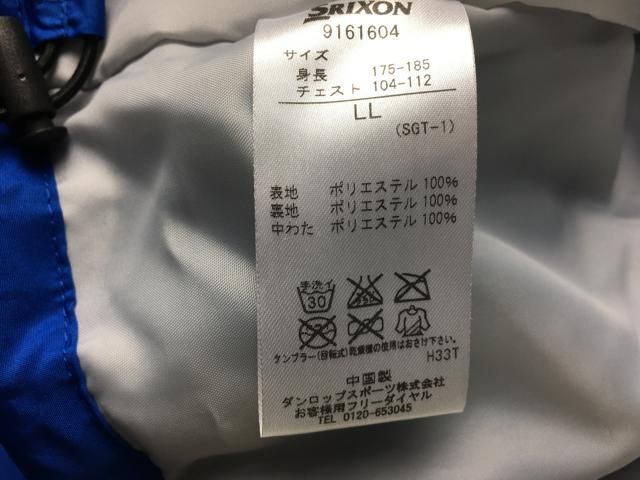 SRIXON
9161604
サイズ
身長 175-185
チェスト 104-112
LL
(SGT-1)
表地 ポリエステル 100%
裏地 ポリエステル 100%
中わた ポリエステル 100%
手洗イ
30
タンブラー(回転式)乾燥機の使用はおさけ下さい。
H33T
中国製
ダンロップスポーツ株式会社
お客様用フリーダイヤル
TEL 0120-653045